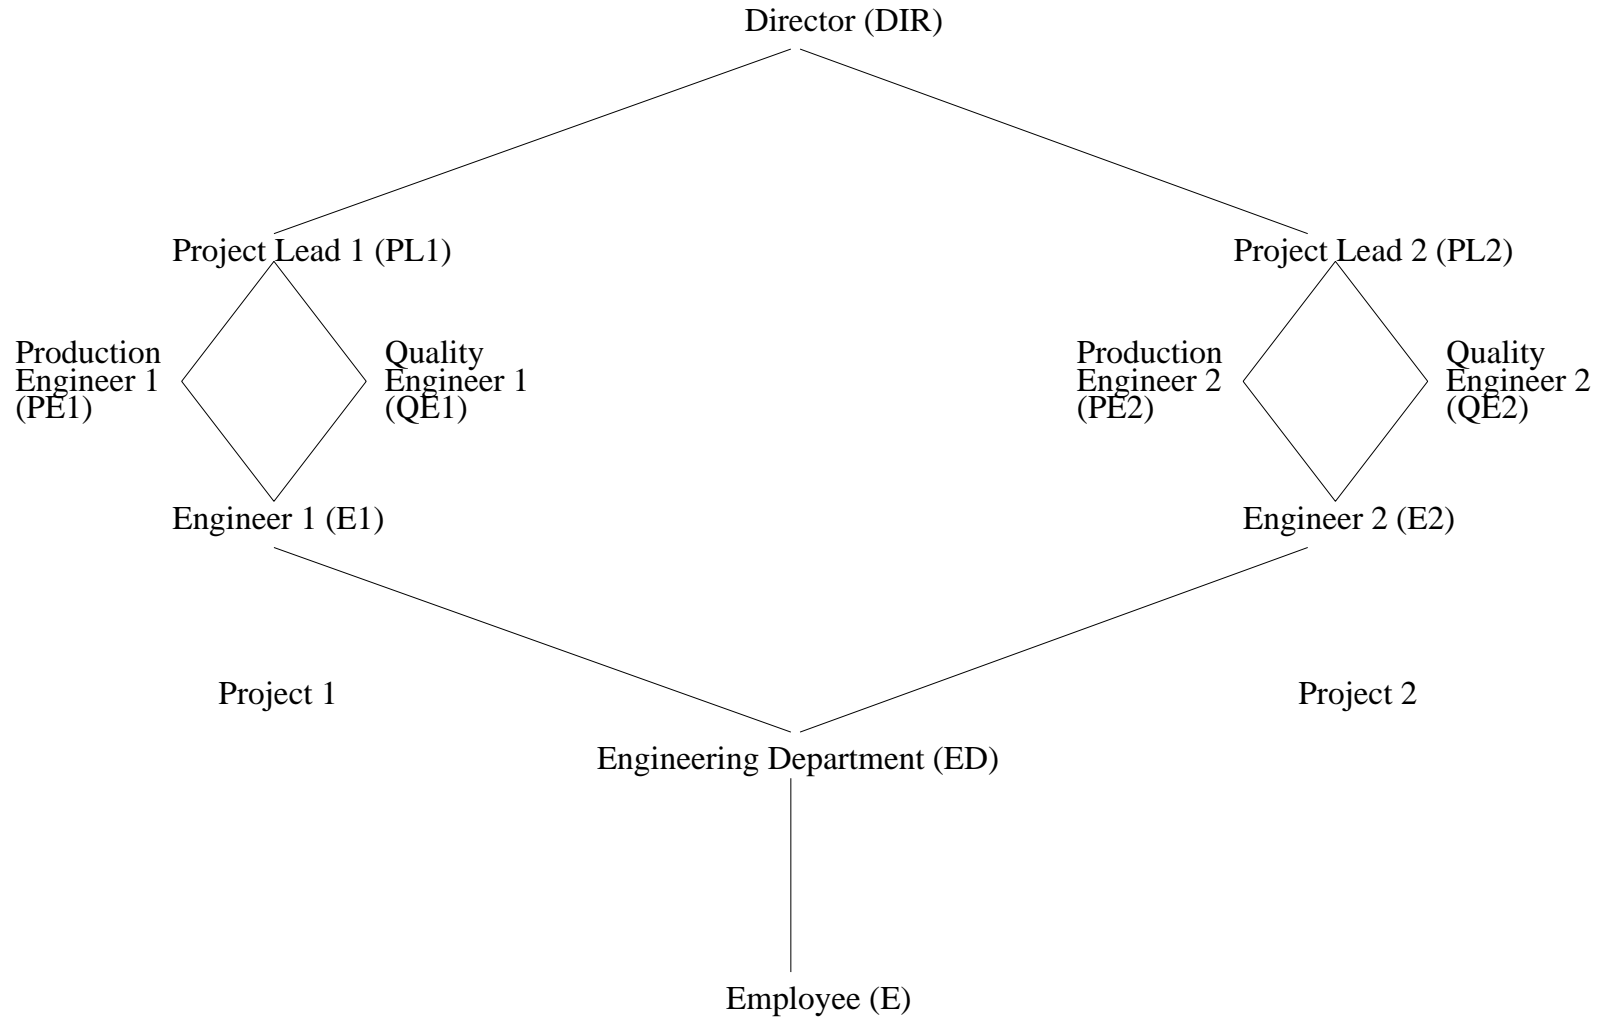 Director (DIR)
Project Lead 1 (PL1)
Project Lead 2 (PL2)
Production
Engineer 1
(PE1)
Quality
Engineer 1
(QE1)
Production
Engineer 2
(PE2)
Quality
Engineer 2
(QE2)
Engineer 1 (E1)
Engineer 2 (E2)
Project 1
Project 2
Engineering Department (ED)
Employee (E)